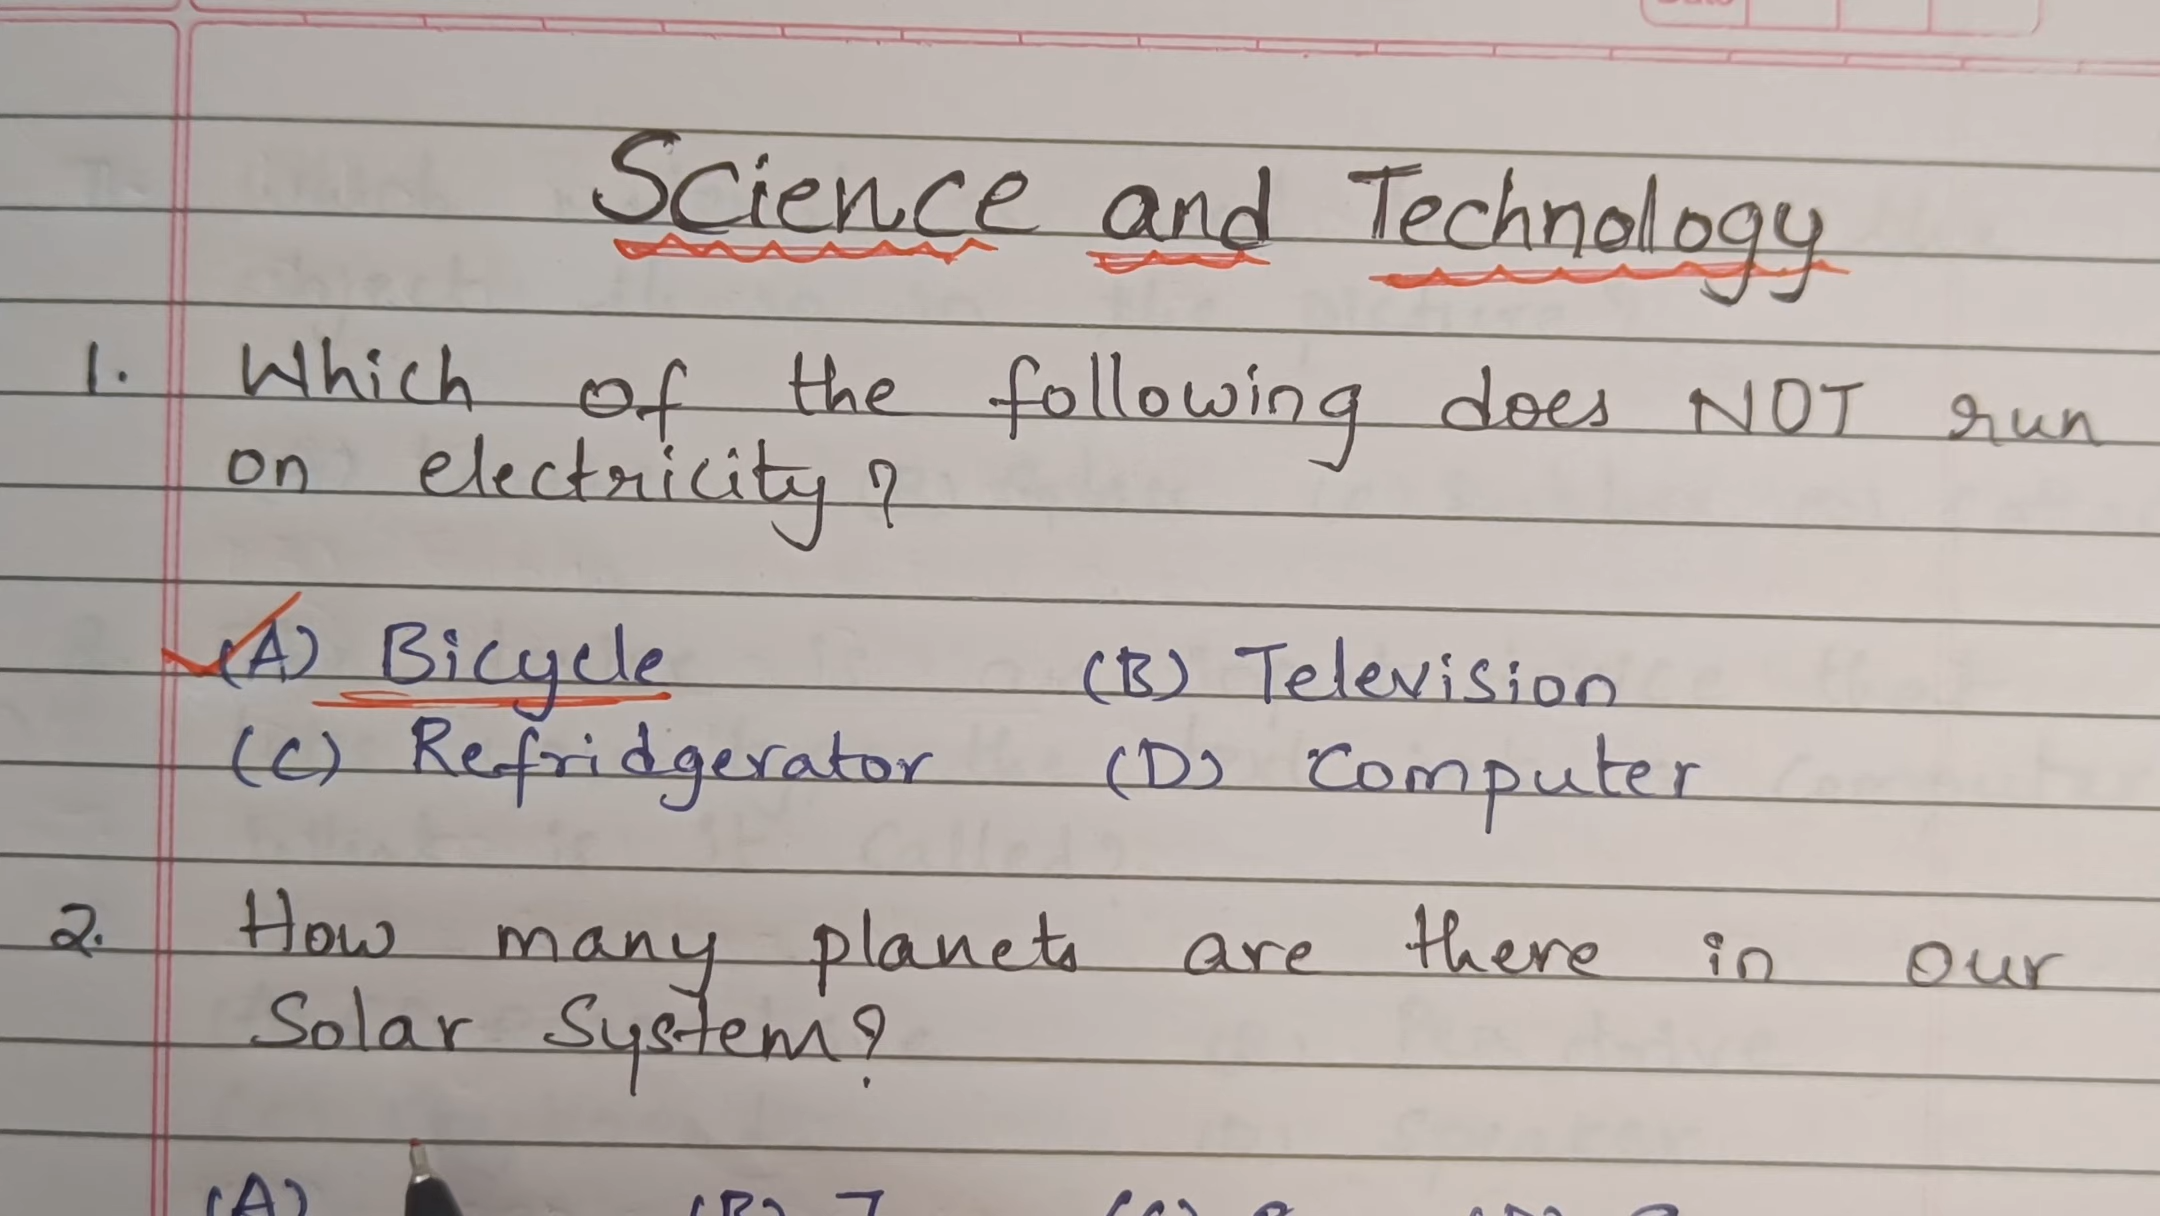 Science and Technology
1. Which of the following does NOT run
on electricity?
(A) Bicycle (B) Television
(C) Refridgerator (D) Computer
2. How many planets are there in our
Solar System?
(A) (B) 7